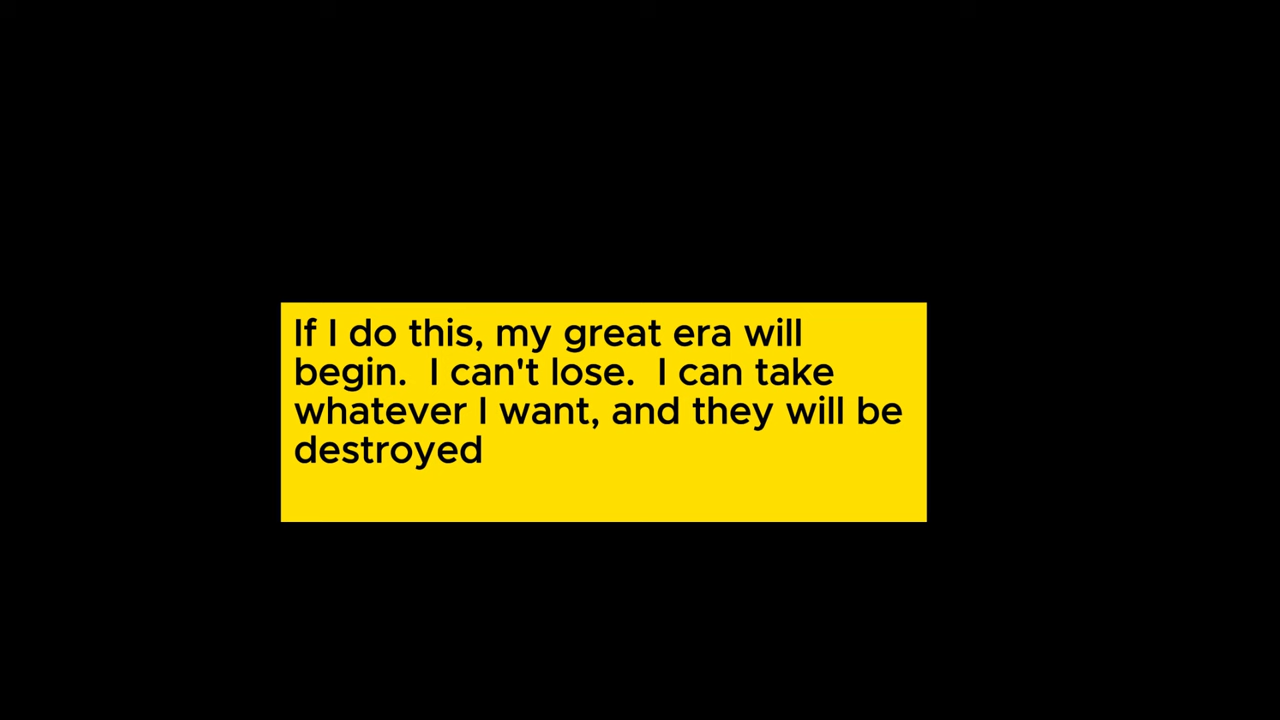 If I do this, my great era will
begin.  I can't lose.  I can take
whatever I want, and they will be
destroyed